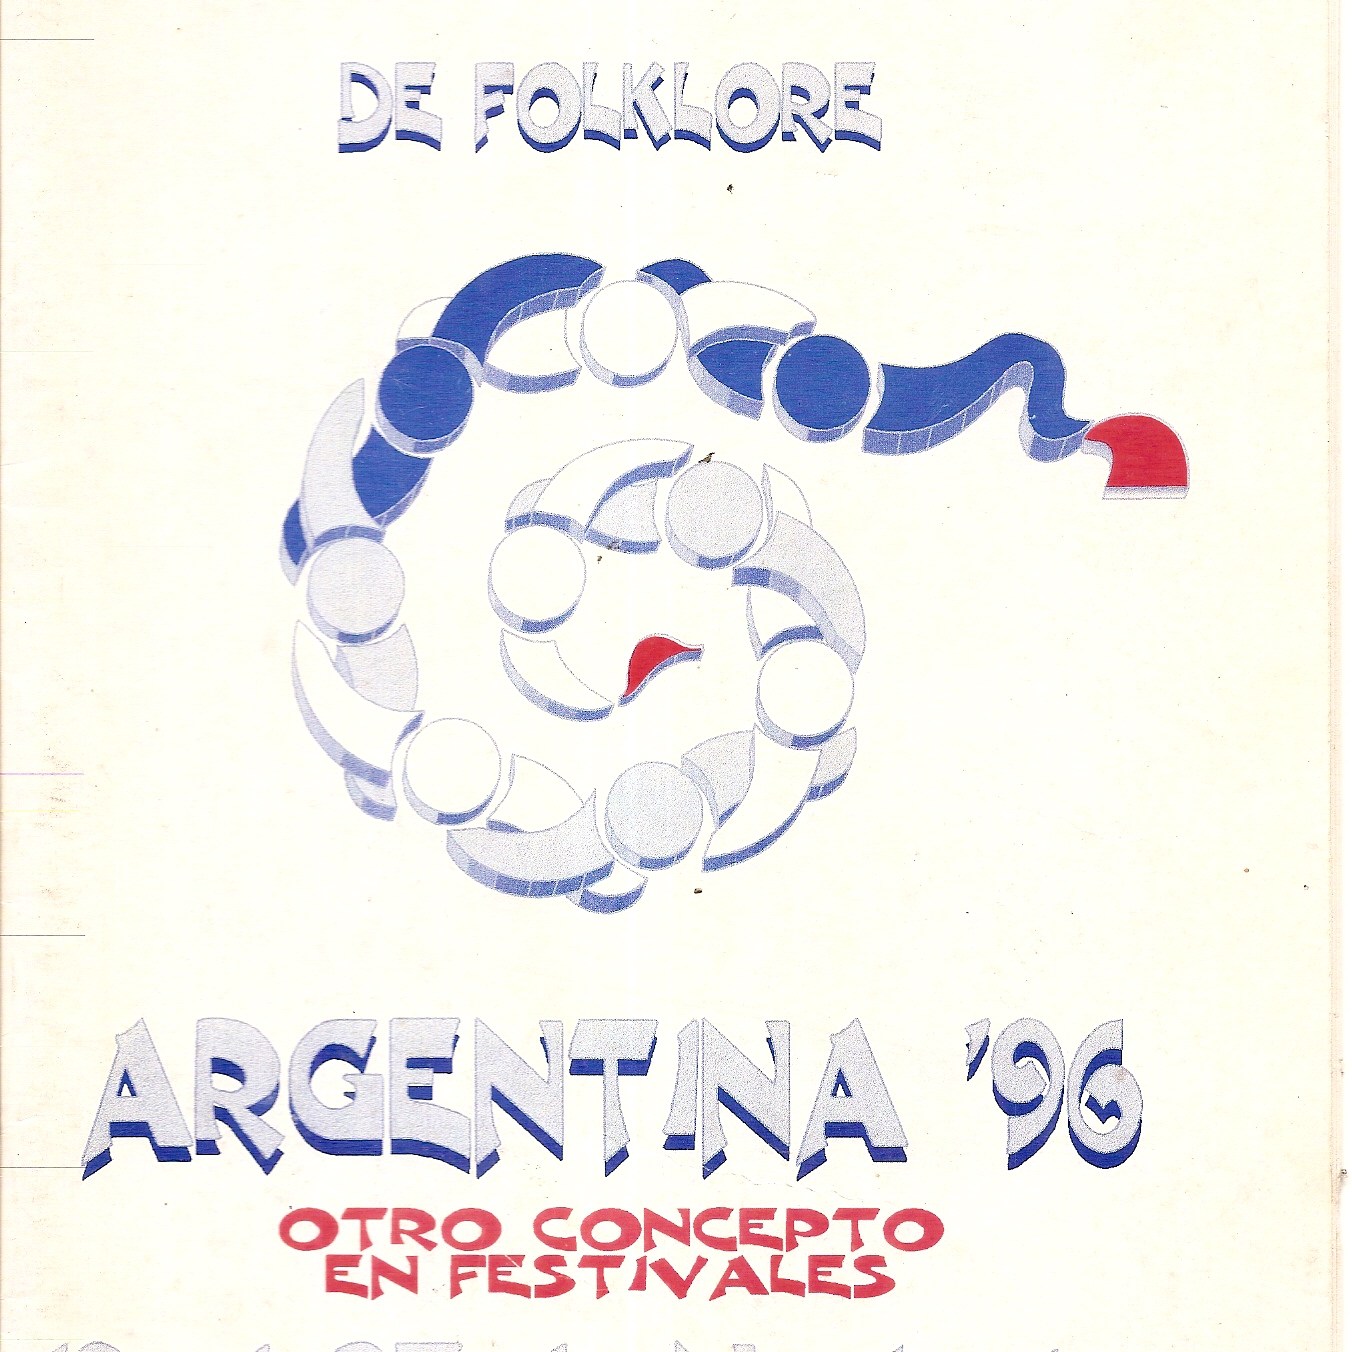 DE FOLKLORE
ARGENTINA '96
OTRO CONCEPTO
EN FESTIVALES